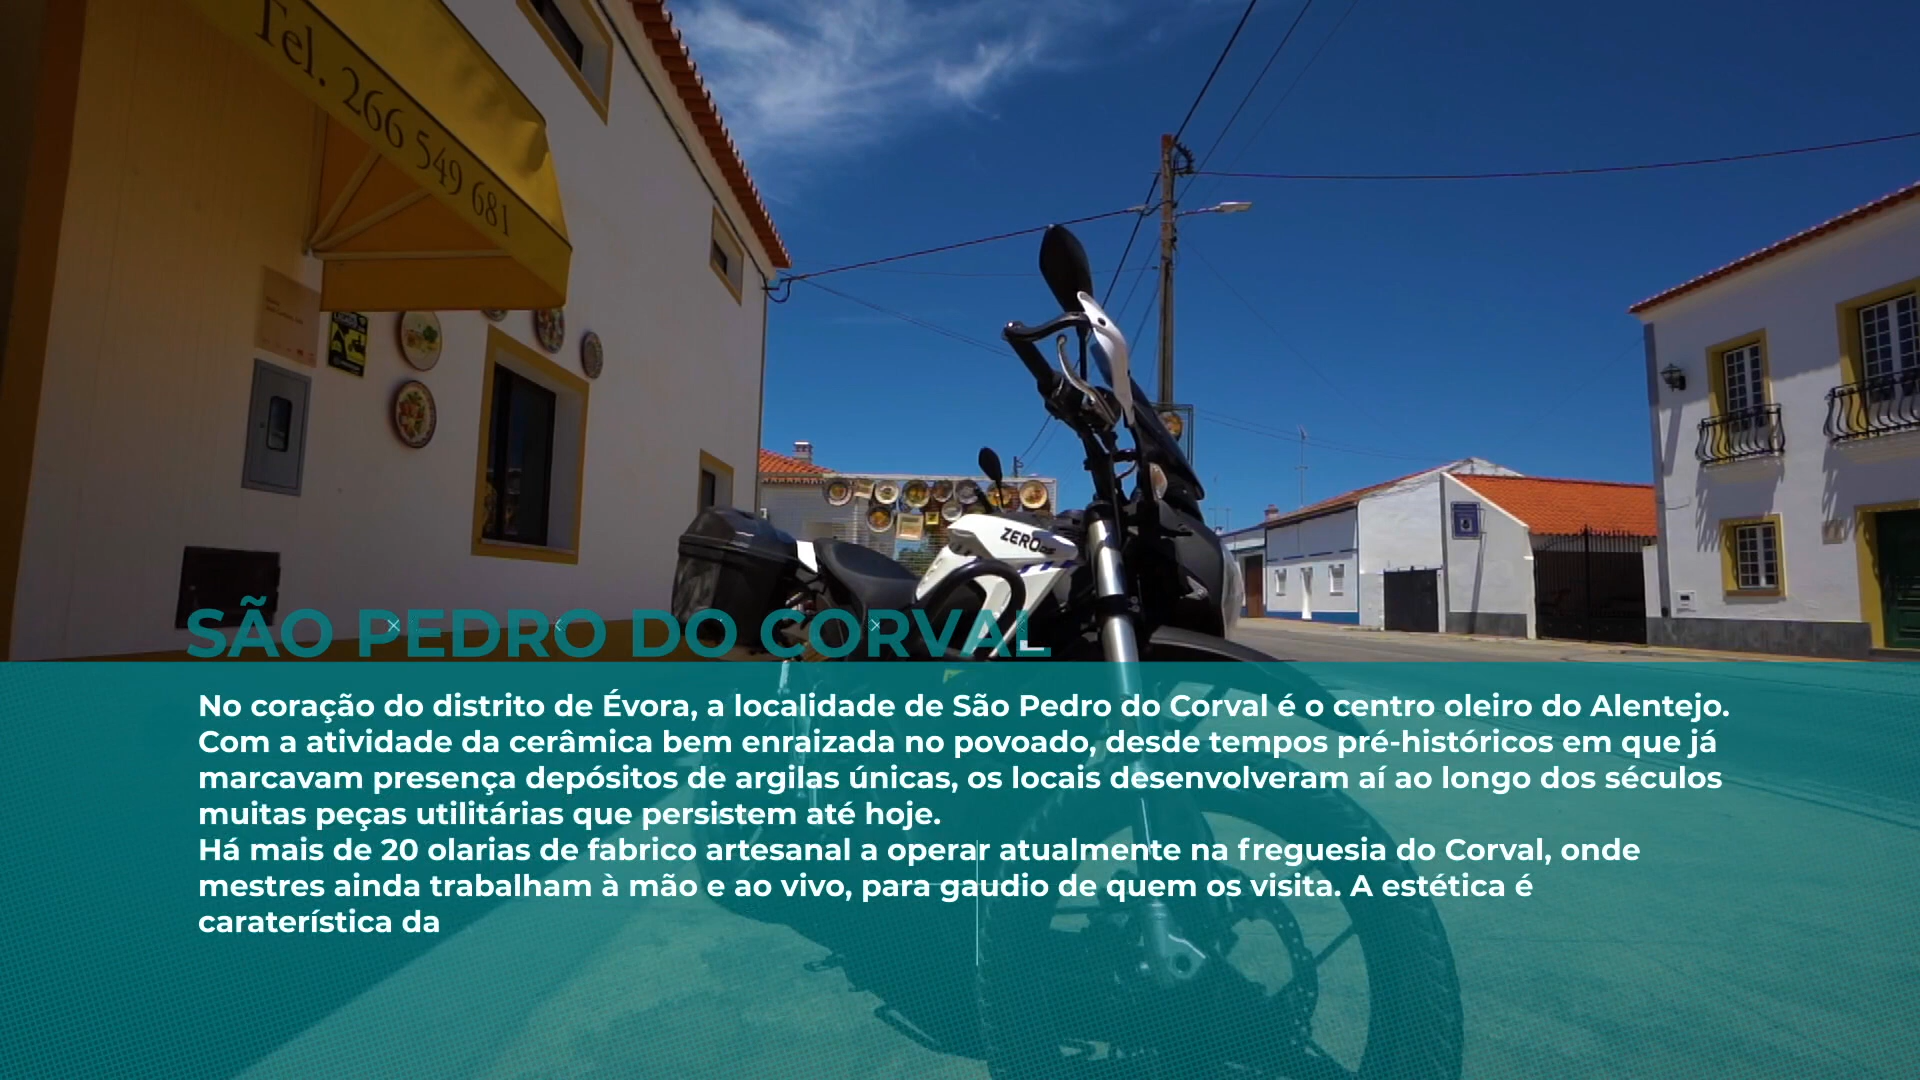 Tel. 266 549 681
ZERO
SÃO PEDRO DO CORVAL
No coração do distrito de Évora, a localidade de São Pedro do Corval é o centro oleiro do Alentejo.
Com a atividade da cerâmica bem enraizada no povoado, desde tempos pré-históricos em que já
marcavam presença depósitos de argilas únicas, os locais desenvolveram aí ao longo dos séculos
muitas peças utilitárias que persistem até hoje.
Há mais de 20 olarias de fabrico artesanal a operar atualmente na freguesia do Corval, onde
mestres ainda trabalham à mão e ao vivo, para gaudio de quem os visita. A estética é
caraterística da